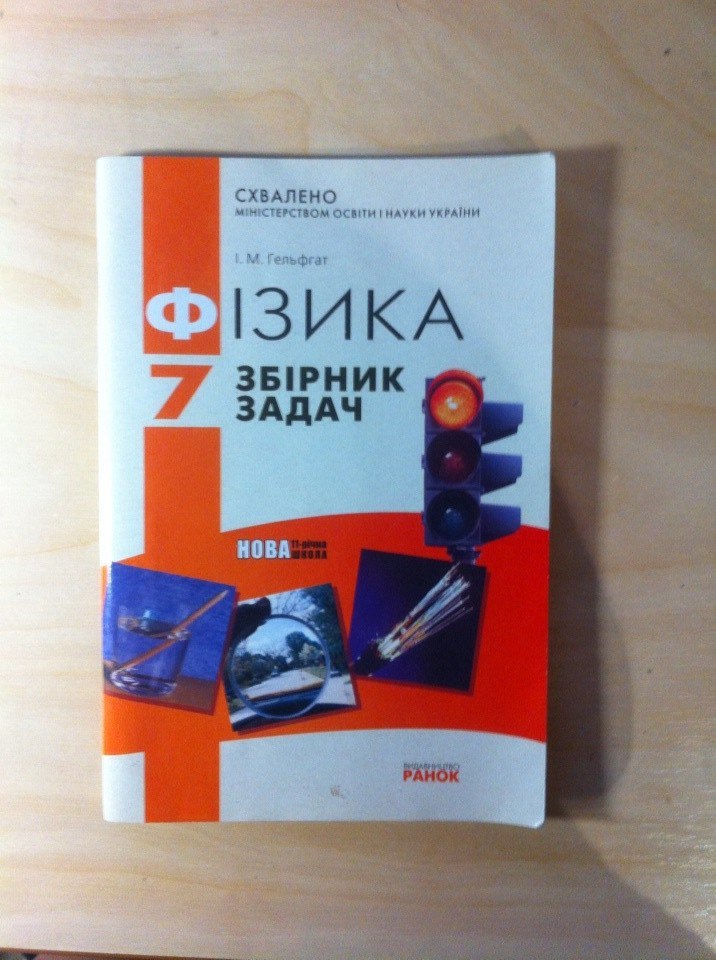 СХВАЛЕНО
МІНІСТЕРСТВОМ ОСВІТИ І НАУКИ УКРАЇНИ
І. М. Гельфгат
ФІЗИКА
7 ЗБІРНИК
ЗАДАЧ
НОВА 11-річна
ШКОЛА
ВИДАВНИЦТВО
РАНОК